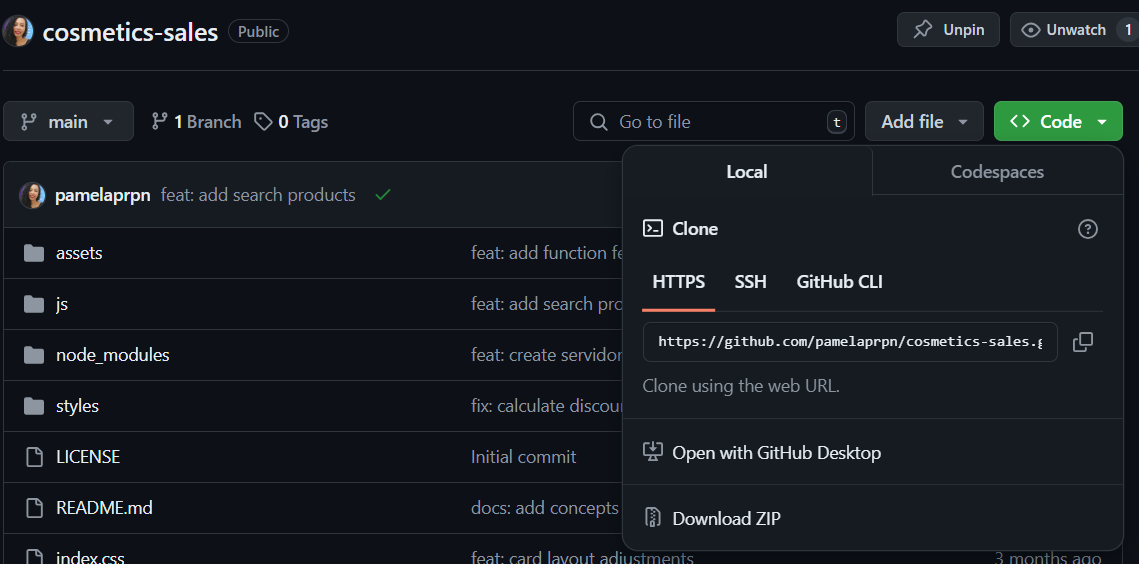 cosmetics-sales Public Unpin Unwatch 1
main 1 Branch 0 Tags Go to file t Add file Code
pamelaprpn feat: add search products
assets feat: add function
js feat: add search
node_modules feat: create servidor
styles fix: calculate
LICENSE Initial commit
README.md docs: add concepts
index.css feat: card layout adjustments 3 months ago
Local Codespaces
Clone
HTTPS SSH GitHub CLI
https://github.com/pamelaprpn/cosmetics-sales.g
Clone using the web URL.
Open with GitHub Desktop
Download ZIP